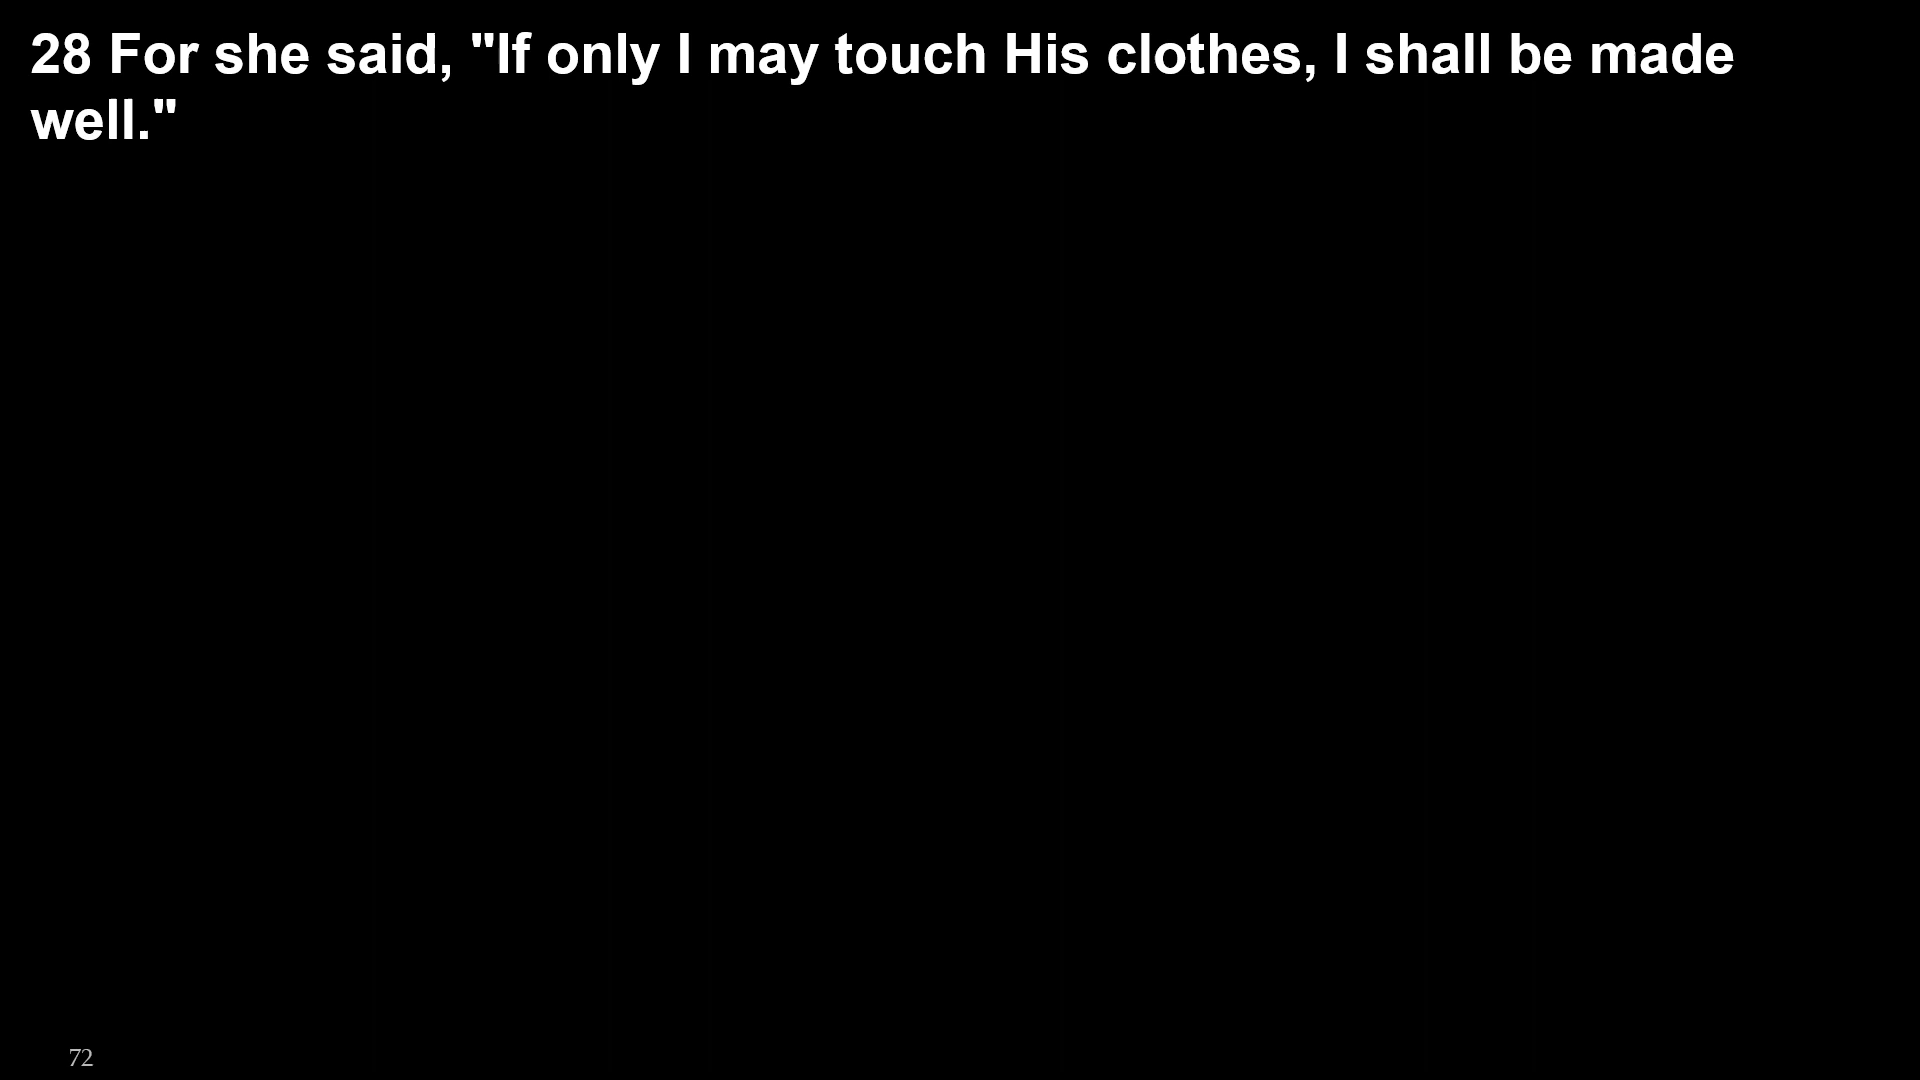 28 For she said, "If only I may touch His clothes, I shall be made
well."
72